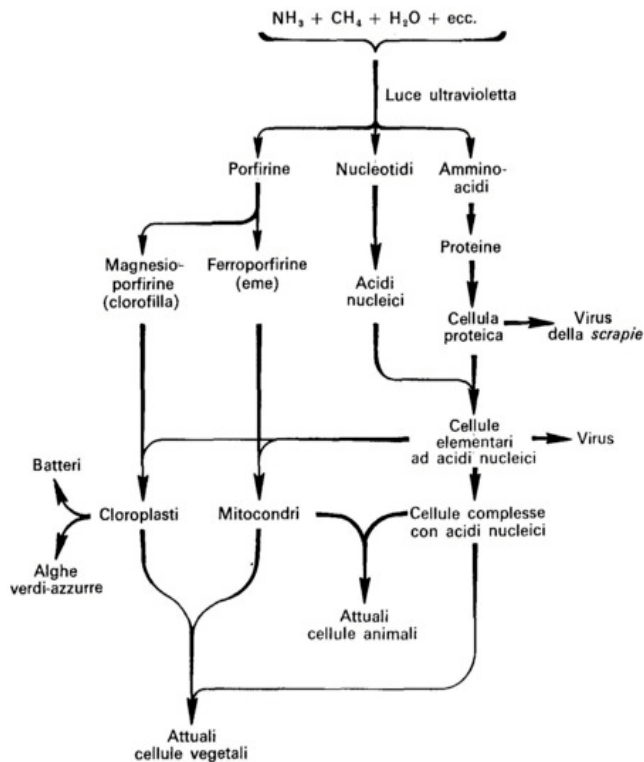 NH₃ + CH₄ + H₂O + ecc.
Luce ultravioletta
Porfirine
Nucleotidi
Ammino-
acidi
Proteine
Magnesio-
porfirine
(clorofilla)
Ferroporfirine
(eme)
Acidi
nucleici
Cellula
proteica
Virus
della scrapie
Cellule
elementari
ad acidi nucleici
Virus
Batteri
Cloroplasti
Mitocondri
Cellule complesse
con acidi nucleici
Alghe
verdi-azzurre
Attuali
cellule animali
Attuali
cellule vegetali